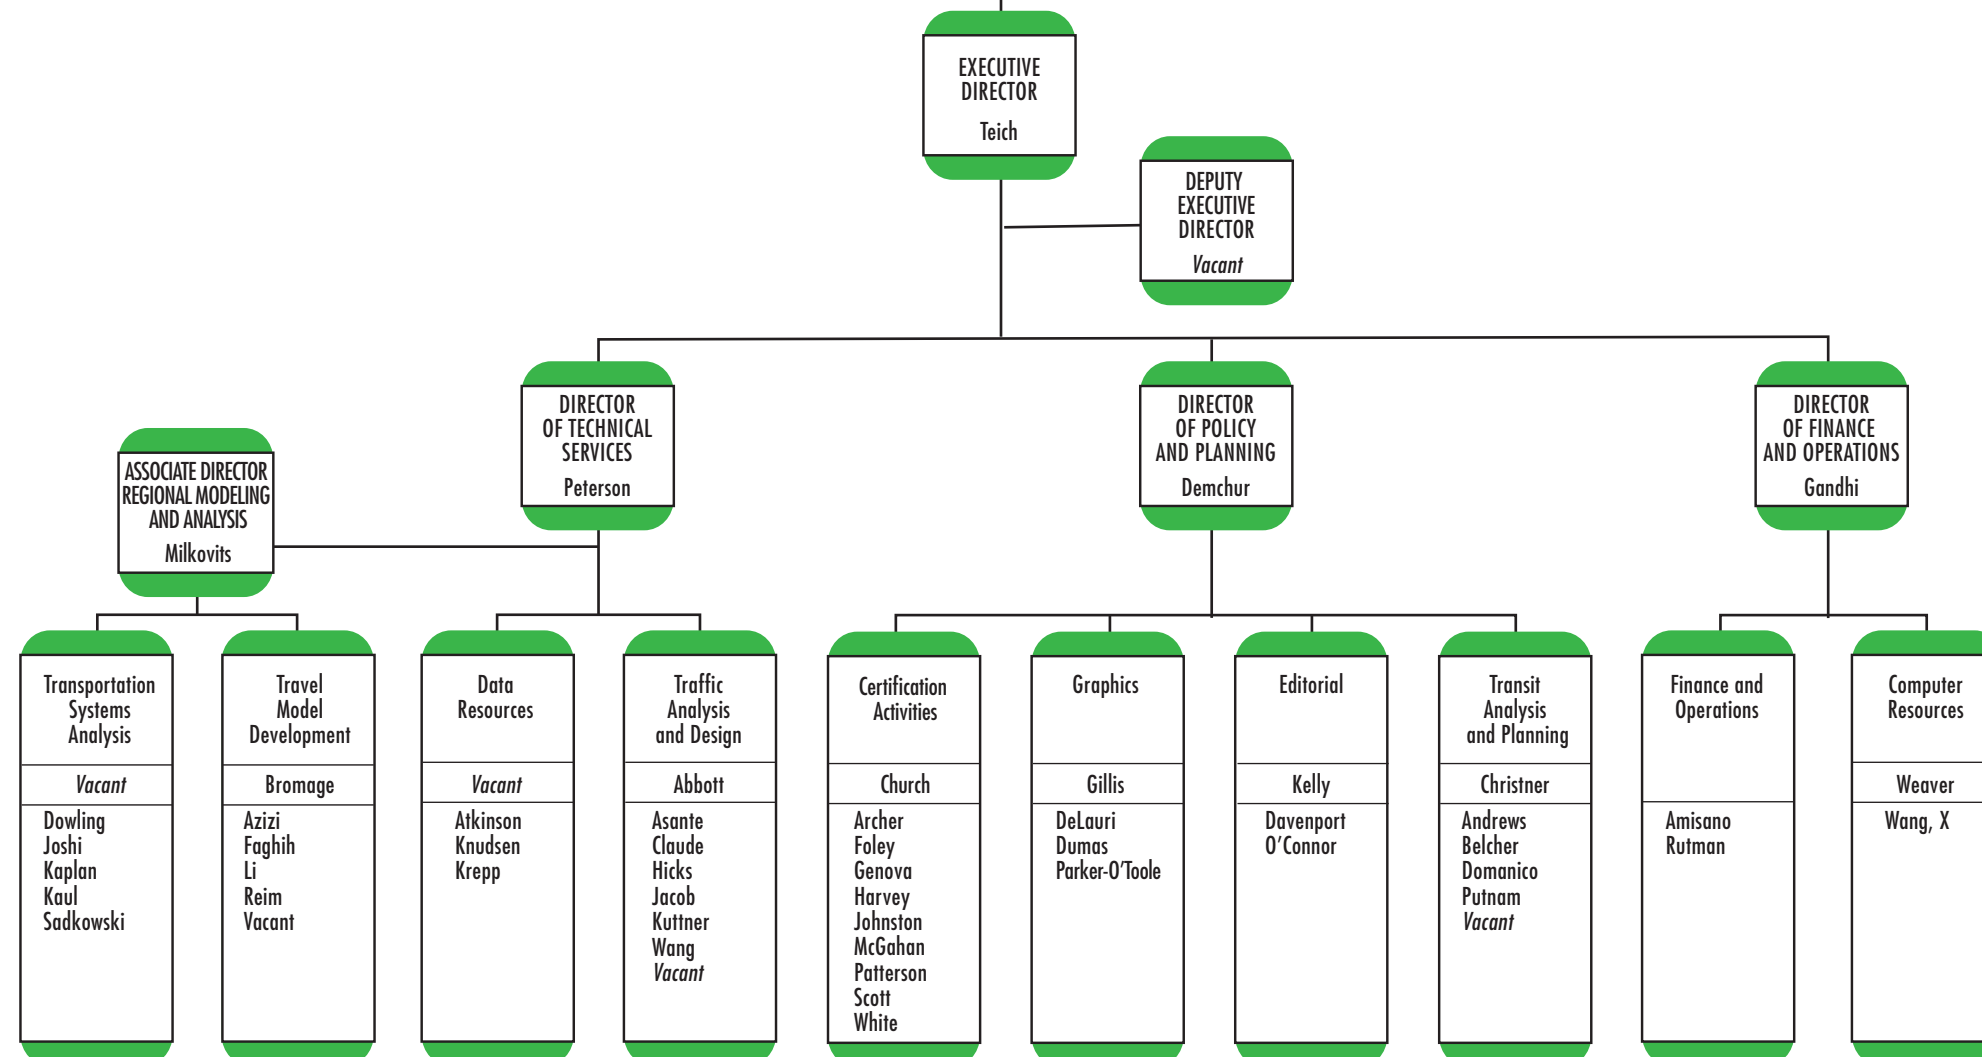 EXECUTIVE
DIRECTOR
Teich
DEPUTY
EXECUTIVE
DIRECTOR
Vacant
DIRECTOR
OF TECHNICAL
SERVICES
Peterson
DIRECTOR
OF POLICY
AND PLANNING
Demchur
DIRECTOR
OF FINANCE
AND OPERATIONS
Gandhi
ASSOCIATE DIRECTOR
REGIONAL MODELING
AND ANALYSIS
Milkovits
Transportation
Systems
Analysis
Vacant
Dowling
Joshi
Kaplan
Kaul
Sadkowski
Travel
Model
Development
Bromage
Azizi
Faghih
Li
Reim
Vacant
Data
Resources
Vacant
Atkinson
Knudsen
Krepp
Traffic
Analysis
and Design
Abbott
Asante
Claude
Hicks
Jacob
Kuttner
Wang
Vacant
Certification
Activities
Church
Archer
Foley
Genova
Harvey
Johnston
McGahan
Patterson
Scott
White
Graphics
Gillis
DeLauri
Dumas
Parker-O'Toole
Editorial
Kelly
Davenport
O'Connor
Transit
Analysis
and Planning
Christner
Andrews
Belcher
Domanico
Putnam
Vacant
Finance and
Operations
Amisano
Rutman
Computer
Resources
Weaver
Wang, X